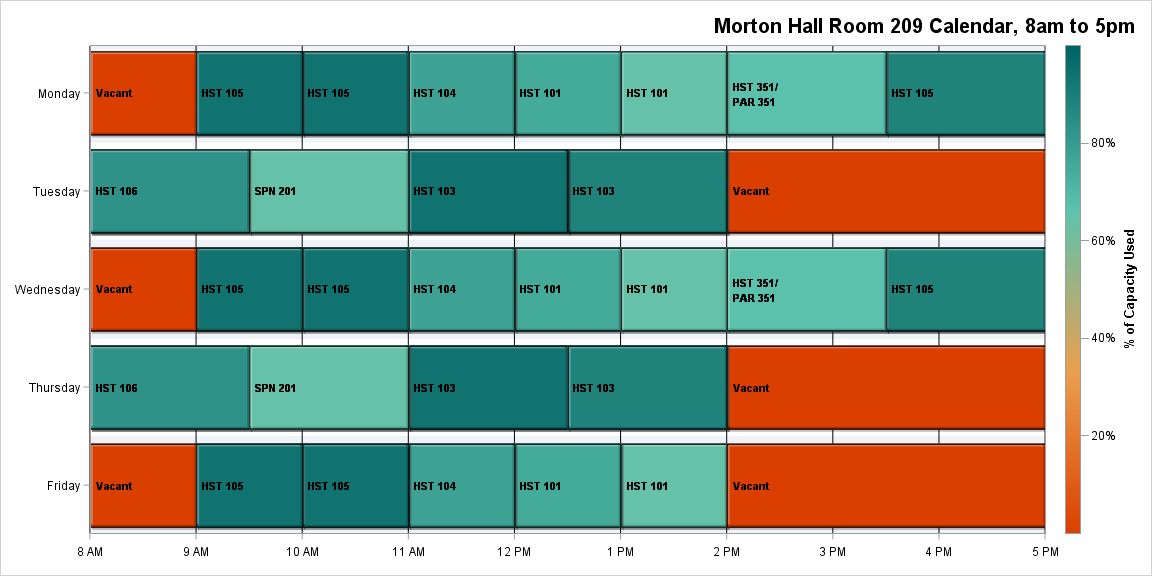 Morton Hall Room 209 Calendar, 8am to 5pm
Monday
Vacant
HST 105
HST 105
HST 104
HST 101
HST 101
HST 351/
PAR 351
HST 105
Tuesday
HST 106
SPN 201
HST 103
HST 103
Vacant
Wednesday
Vacant
HST 105
HST 105
HST 104
HST 101
HST 101
HST 351/
PAR 351
HST 105
Thursday
HST 106
SPN 201
HST 103
HST 103
Vacant
Friday
Vacant
HST 105
HST 105
HST 104
HST 101
HST 101
Vacant
8 AM
9 AM
10 AM
11 AM
12 PM
1 PM
2 PM
3 PM
4 PM
5 PM
80%
60%
40%
20%
% of Capacity Used